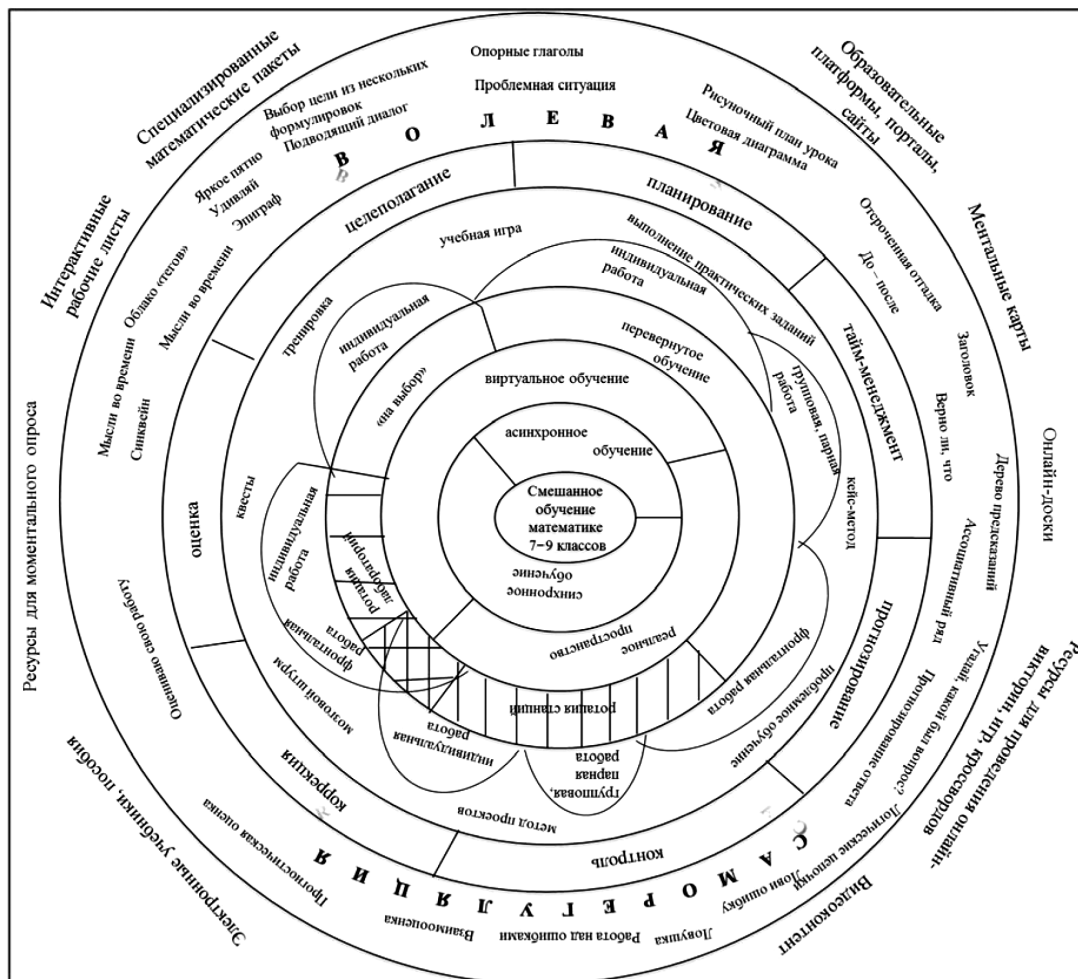 Специализированные
математические пакеты
Образовательные
платформы, порталы,
сайты
Ментальные карты
Онлайн-доски
Ресурсы для проведения онлайн-
викторин, игр, кроссвордов
Видеоконтент
Электронные учебники, пособия
Ресурсы для моментального опроса
Интерактивные
рабочие листы
Опорные глаголы
Проблемная ситуация
Рисуночный план урока
Цветовая диаграмма
Отсроченная отгадка
До – после
Заголовок
Верно ли, что
Дерево предсказаний
Ассоциативный ряд
Угадай, какой был вопрос?
Прогнозирование ответа
Логические цепочки
Лови ошибку
Ловушка
Работа над ошибками
Взаимооценка
Прогностическая оценка
Оцениваю свою работу
Синквейн
Мысли во времени
Облако «тегов»
Мысли во времени
Эпиграф
Удивляй
Яркое пятно
Выбор цели из нескольких
формулировок
Подводящий диалог
ВОЛЕВАЯ
САМОРЕГУЛЯЦИЯ
целеполагание
планирование
тайм-менеджмент
прогнозирование
контроль
коррекция
оценка
учебная игра
выполнение практических заданий
кейс-метод
проблемное обучение
метод проектов
мозговой штурм
квесты
тренировка
индивидуальная
работа
индивидуальная
работа
групповая, парная
работа
фронтальная работа
групповая,
парная
работа
индивидуальная
работа
фронтальная
работа
индивидуальная
работа
«на выбор»
перевернутое
обучение
ротация станций
ротация
лабораторий
виртуальное обучение
реальное
пространство
асинхронное
обучение
синхронное
обучение
Смешанное
обучение
математике
7–9 классов